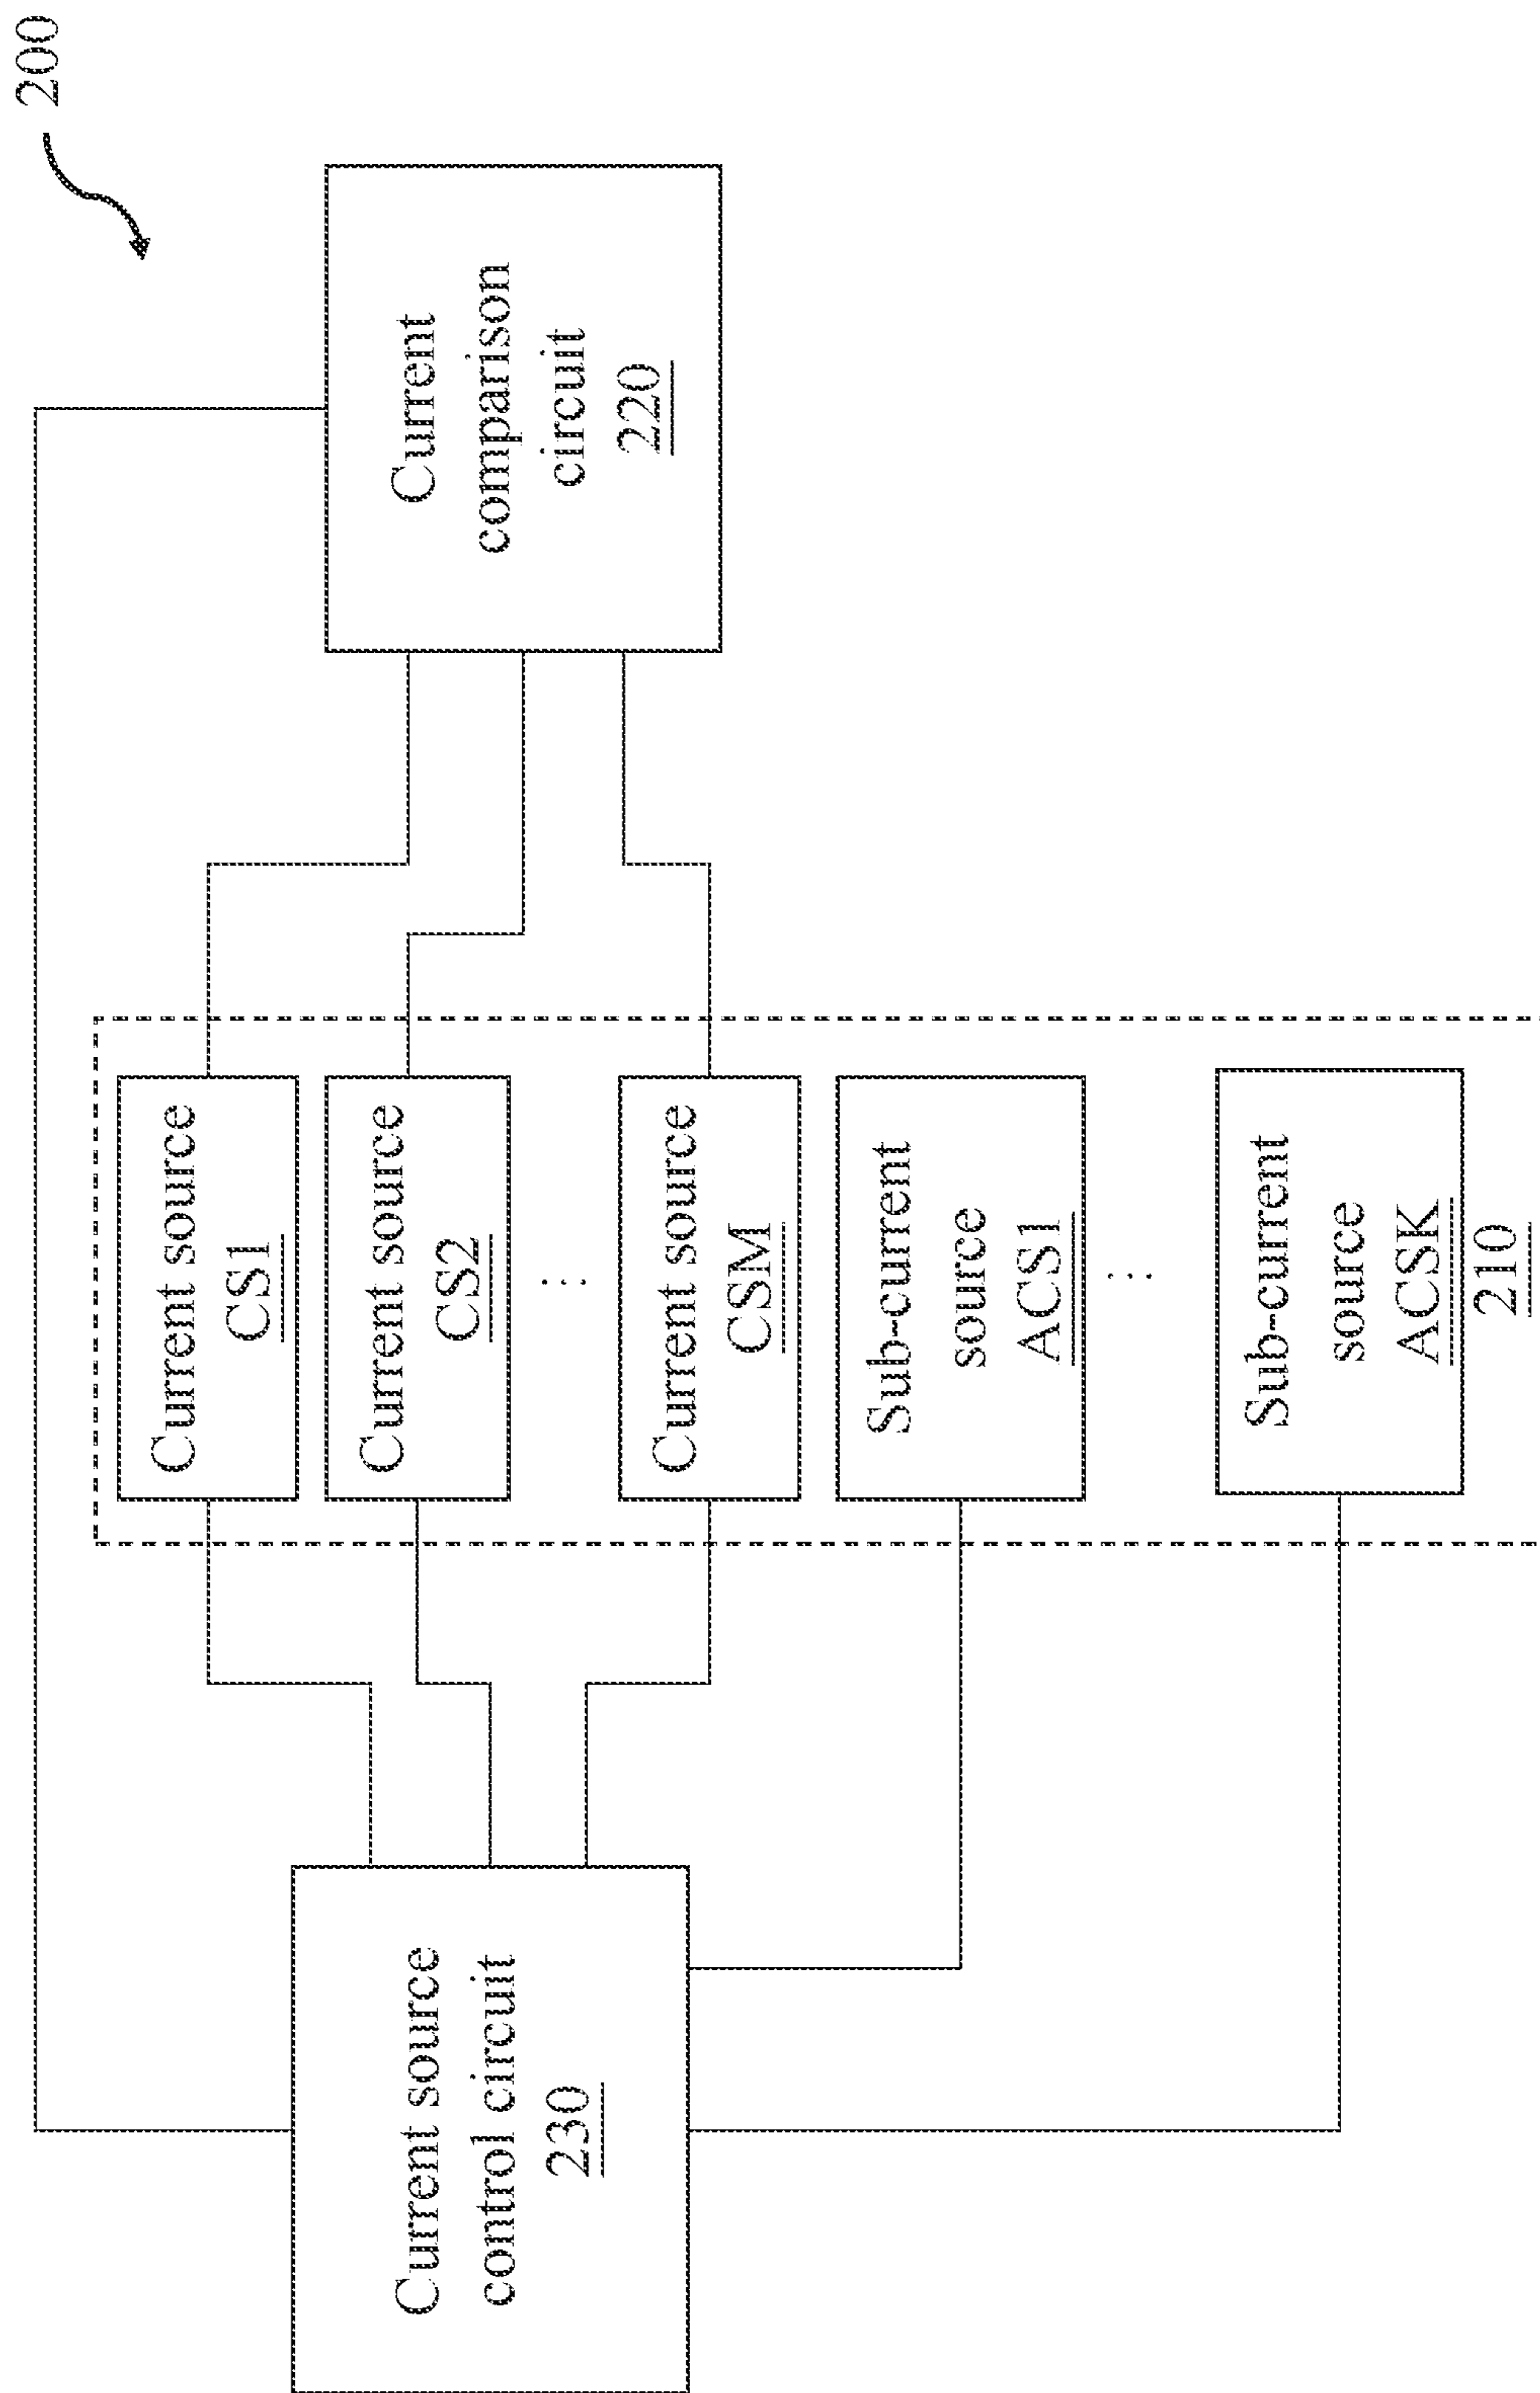 200
Current source
control circuit
230
Current source
CS1
Current source
CS2
⋮
Current source
CSM
Sub-current
source
ACS1
⋮
Sub-current
source
ACSK
210
Current
comparison
circuit
220